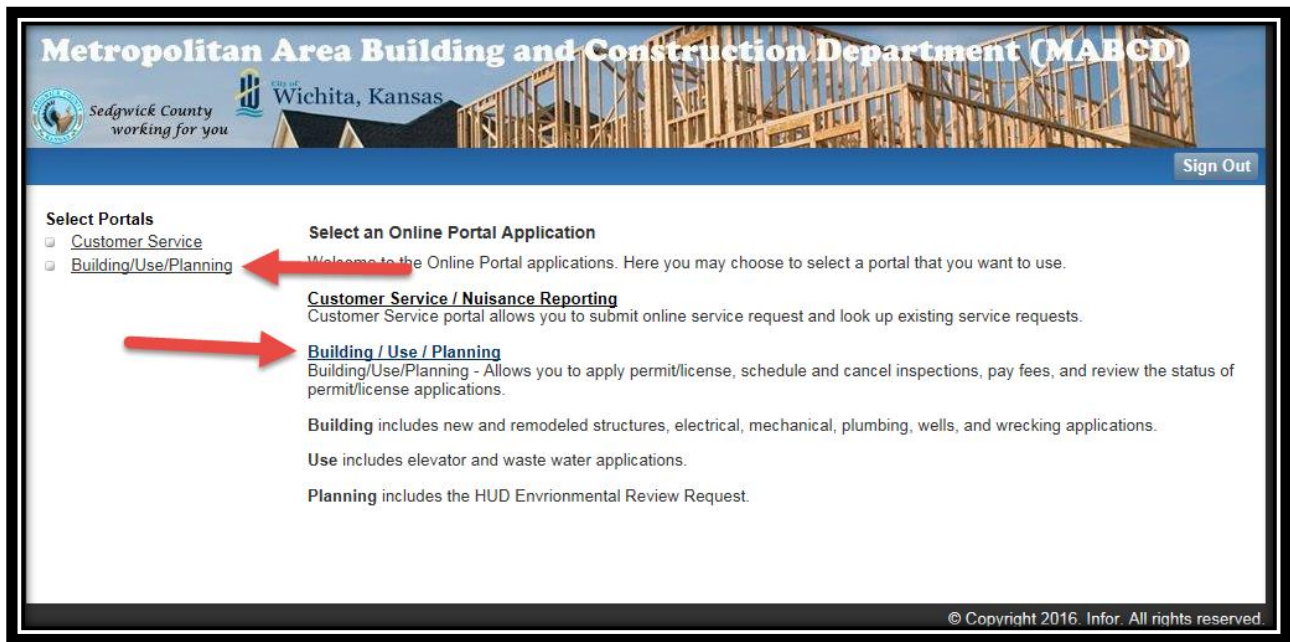 Metropolitan Area Building and Construction Department (MABCD)
Sedgwick County
working for you
City of
Wichita, Kansas
Sign Out
Select Portals
Customer Service
Building/Use/Planning
Select an Online Portal Application
Welcome to the Online Portal applications. Here you may choose to select a portal that you want to use.
Customer Service / Nuisance Reporting
Customer Service portal allows you to submit online service request and look up existing service requests.
Building / Use / Planning
Building/Use/Planning - Allows you to apply permit/license, schedule and cancel inspections, pay fees, and review the status of
permit/license applications.
Building includes new and remodeled structures, electrical, mechanical, plumbing, wells, and wrecking applications.
Use includes elevator and waste water applications.
Planning includes the HUD Envrionmental Review Request.
© Copyright 2016. Infor. All rights reserved.